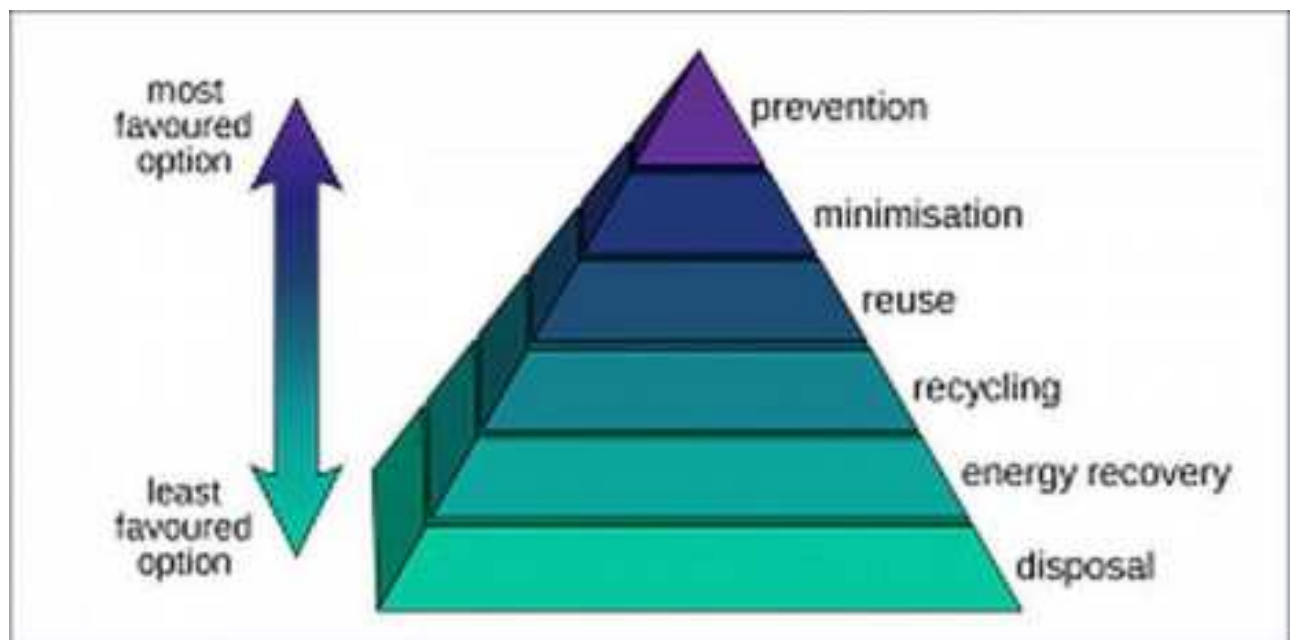 most
favoured
option
prevention
minimisation
reuse
recycling
energy recovery
least
favoured
option
disposal